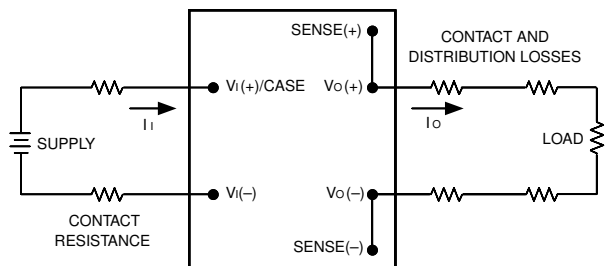 SENSE(+)
CONTACT AND
DISTRIBUTION LOSSES
VI(+)/CASE
VO(+)
II
IO
SUPPLY
LOAD
VI(–)
VO(–)
CONTACT
RESISTANCE
SENSE(–)